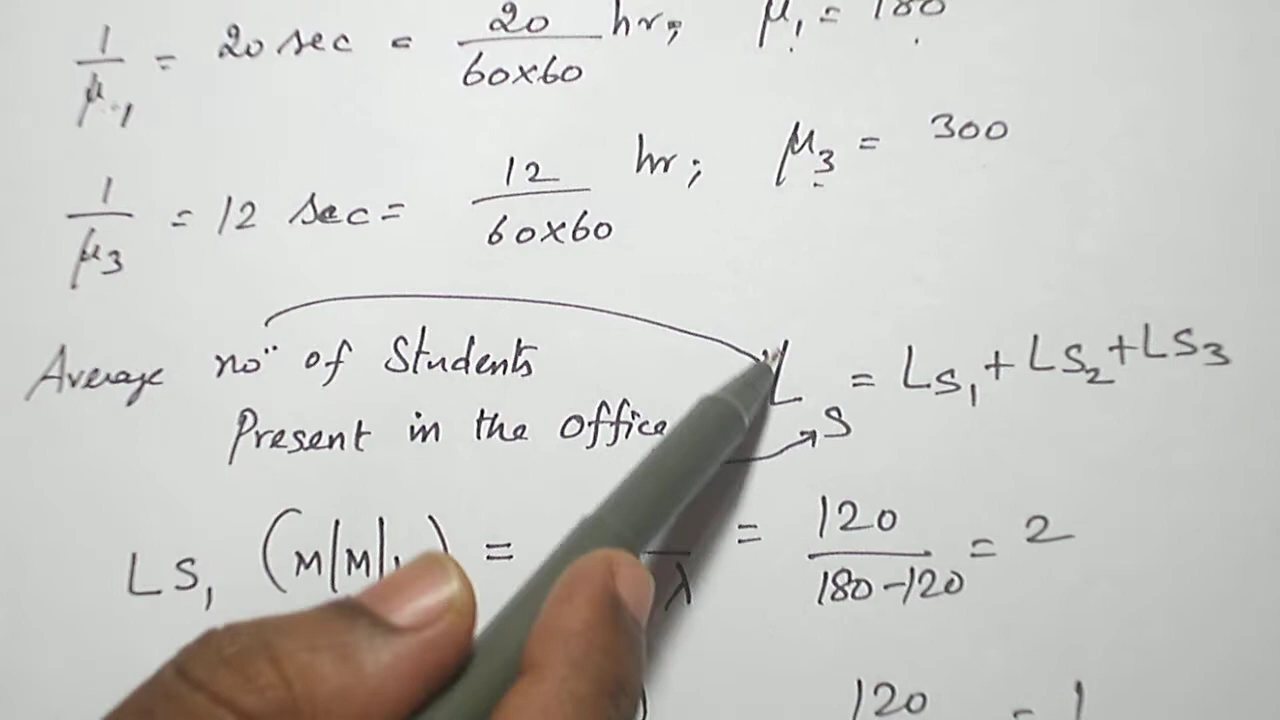 1/μ1 = 20 sec = 20/(60×60) hr; μ1 = 180
1/μ3 = 12 sec = 12/(60×60) hr; μ3 = 300
Average no¨ of Students
Present in the office
LS = LS1 + LS2 + LS3
LS1 (M|M| = λ = 120/(180-120) = 2
120 = 1